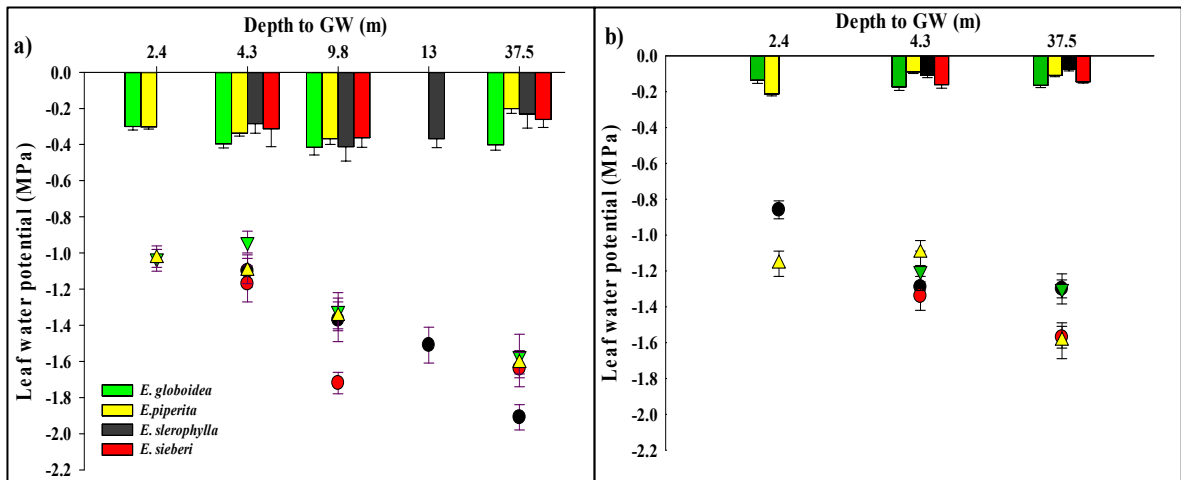 a)
Depth to GW (m)
2.4 4.3 9.8 13 37.5
Leaf water potential (MPa)
0.0
-0.2
-0.4
-0.6
-0.8
-1.0
-1.2
-1.4
-1.6
-1.8
-2.0
-2.2
E. globoidea
E.piperita
E. slerophylla
E. sieberi
b)
Depth to GW (m)
2.4 4.3 37.5
Leaf water potential (MPa)
0.0
-0.2
-0.4
-0.6
-0.8
-1.0
-1.2
-1.4
-1.6
-1.8
-2.0
-2.2